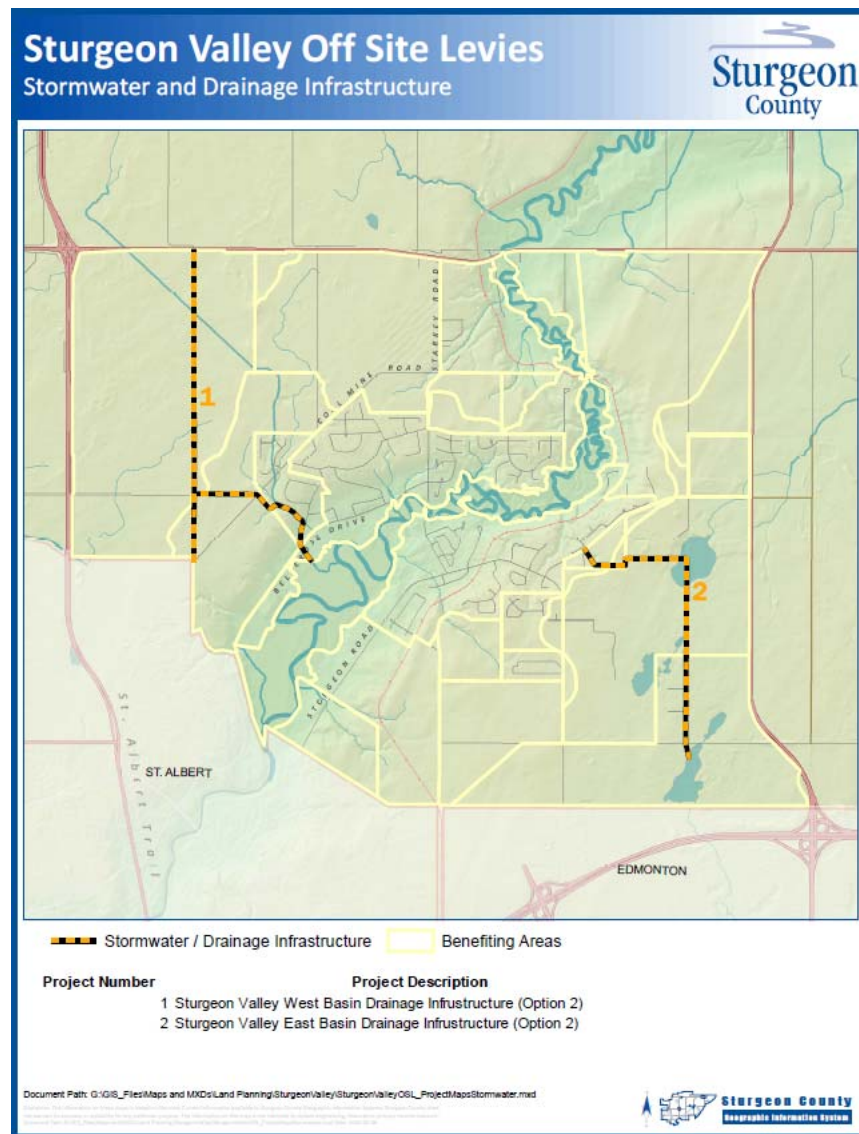 Sturgeon Valley Off Site Levies
Stormwater and Drainage Infrastructure
Sturgeon
County
STARKEY ROAD
COAL MINE ROAD
1
BELLEROSE DRIVE
2
STURGEON ROAD
St. Albert Trail
ST. ALBERT
EDMONTON
Stormwater / Drainage Infrastructure
Benefiting Areas
Project Number Project Description
1 Sturgeon Valley West Basin Drainage Infrustructure (Option 2)
2 Sturgeon Valley East Basin Drainage Infrustructure (Option 2)
Document Path: G:\GIS_Files\Maps and MXDs\Land Planning\SturgeonValley\SturgeonValleyOSL_ProjectMapsStormwater.mxd
Sturgeon County
Geographic Information System